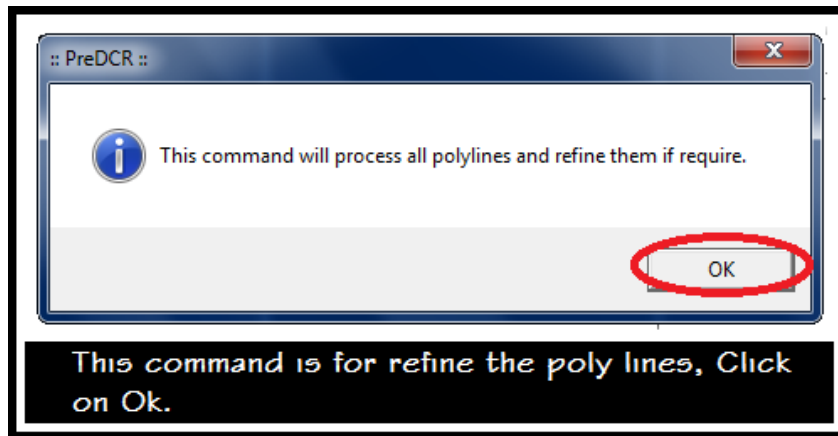 :: PreDCR ::
This command will process all polylines and refine them if require.
OK
This command is for refine the poly lines, Click
on Ok.